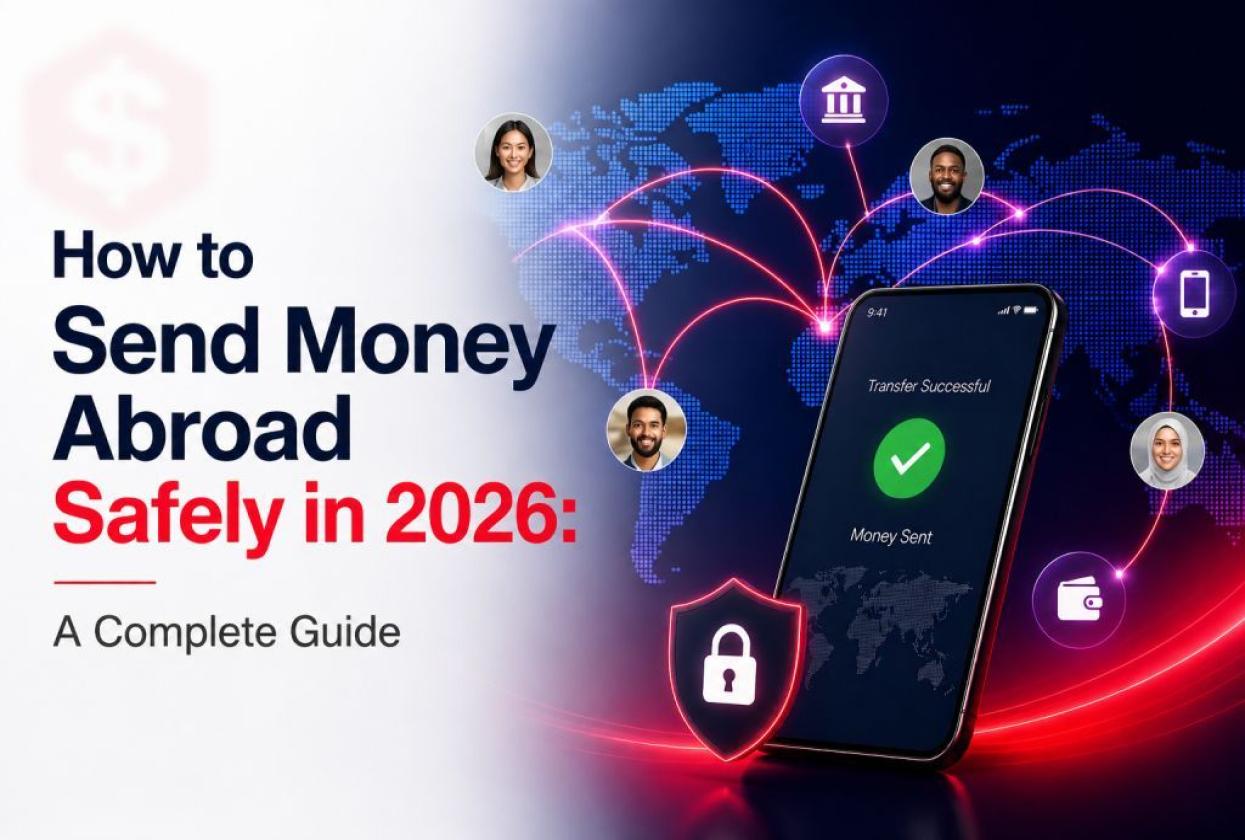 How to
Send Money
Abroad
Safely in 2026:
A Complete Guide
9:41
Transfer Successful
Money Sent
$